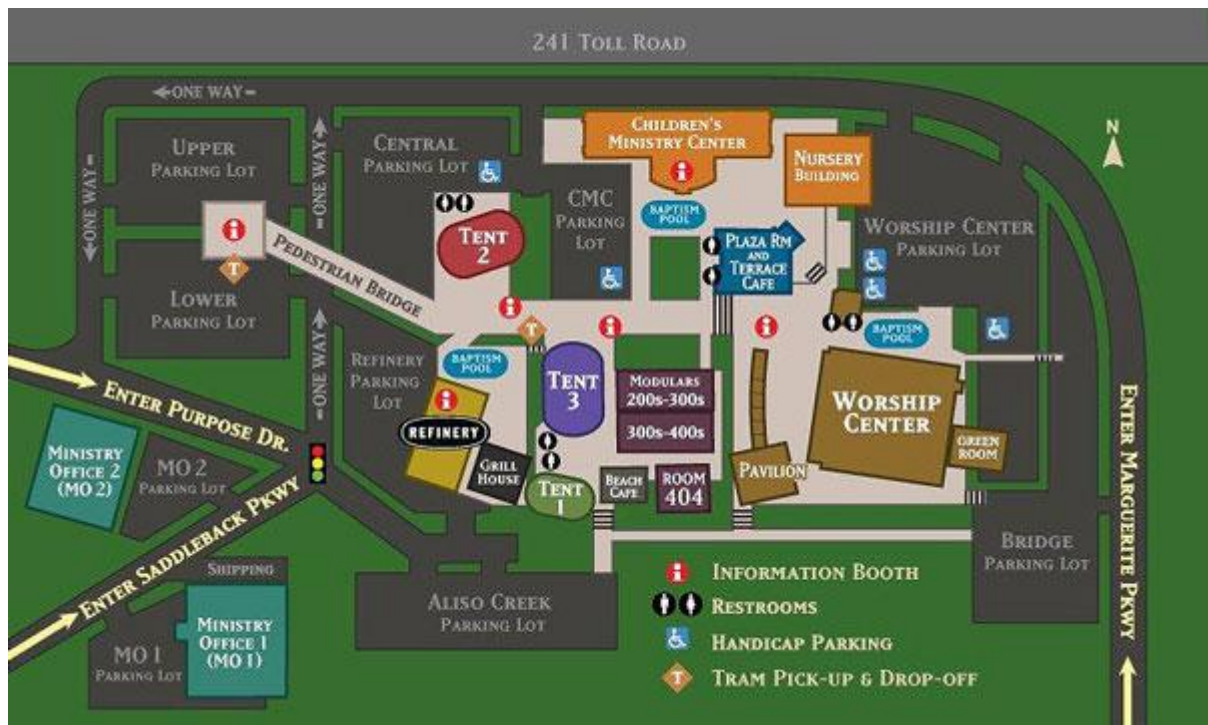 241 TOLL ROAD
ONE WAY
N
UPPER
PARKING LOT
ONE WAY
ONE WAY
CENTRAL
PARKING LOT
CHILDREN'S
MINISTRY CENTER
i
NURSERY
BUILDING
CMC
PARKING
LOT
BAPTISM
POOL
i
T
PEDESTRIAN BRIDGE
TENT
2
PLAZA RM
AND
TERRACE
CAFE
WORSHIP CENTER
PARKING LOT
LOWER
PARKING LOT
i
T
i
i
BAPTISM
POOL
ONE WAY
REFINERY
PARKING
LOT
BAPTISM
POOL
TENT
3
MODULARS
200s-300s
300s-400s
WORSHIP
CENTER
ENTER PURPOSE DR.
i
REFINERY
GREEN
ROOM
ENTER MARGUERITE PKWY
MINISTRY
OFFICE 2
(MO 2)
MO 2
PARKING LOT
GRILL
HOUSE
TENT
1
BEACH
CAFE
ROOM
404
PAVILION
ENTER SADDLEBACK PKWY
BRIDGE
PARKING LOT
SHIPPING
MINISTRY
OFFICE 1
(MO 1)
MO 1
PARKING LOT
ALISO CREEK
PARKING LOT
i INFORMATION BOOTH
RESTROOMS
HANDICAP PARKING
T TRAM PICK-UP & DROP-OFF